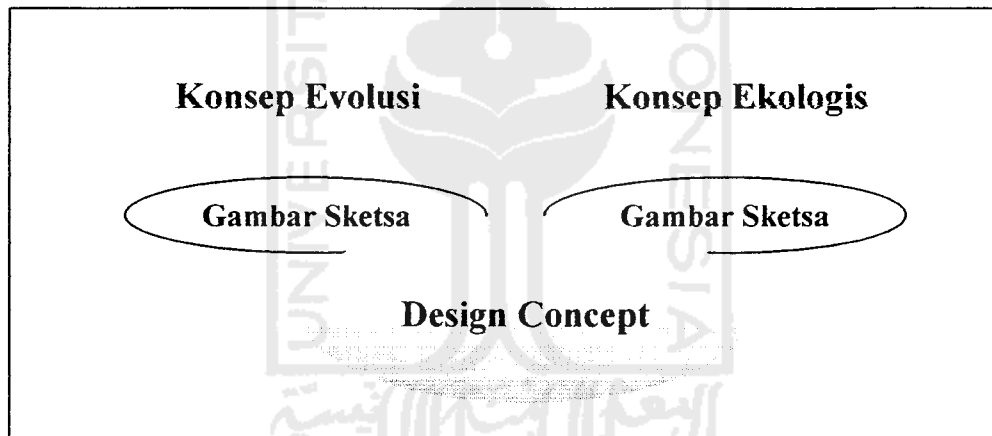 Konsep Evolusi
Konsep Ekologis
Gambar Sketsa
Gambar Sketsa
Design Concept